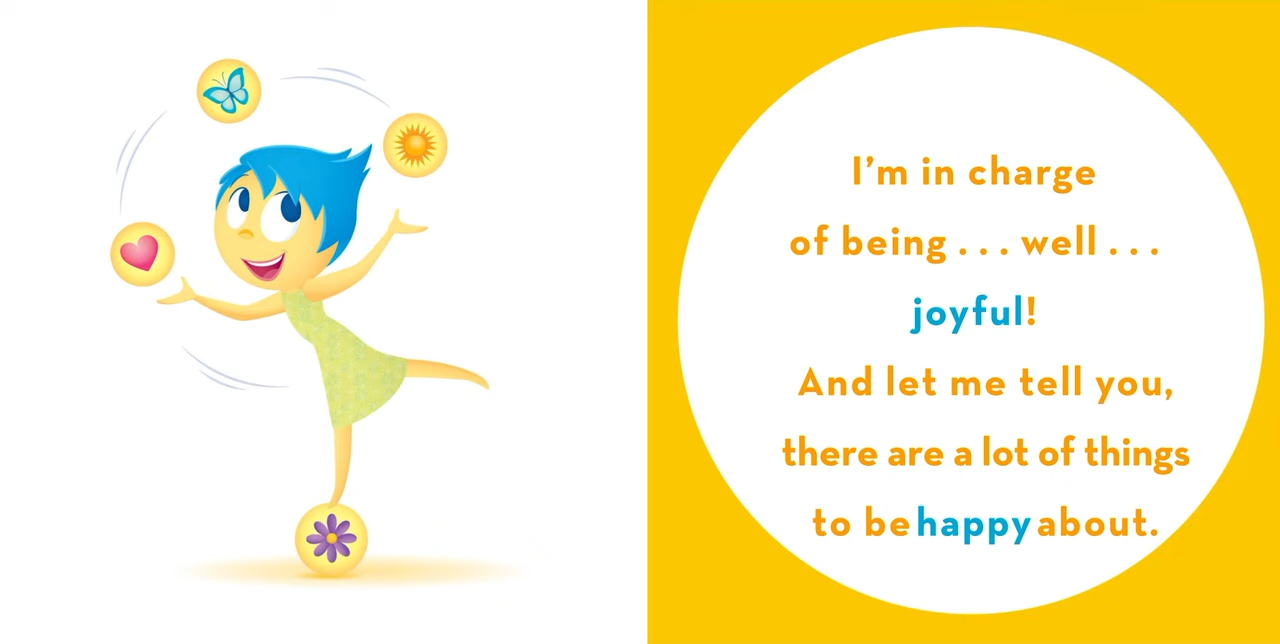 I'm in charge
of being . . . well . . .
joyful!
And let me tell you,
there are a lot of things
to be happy about.